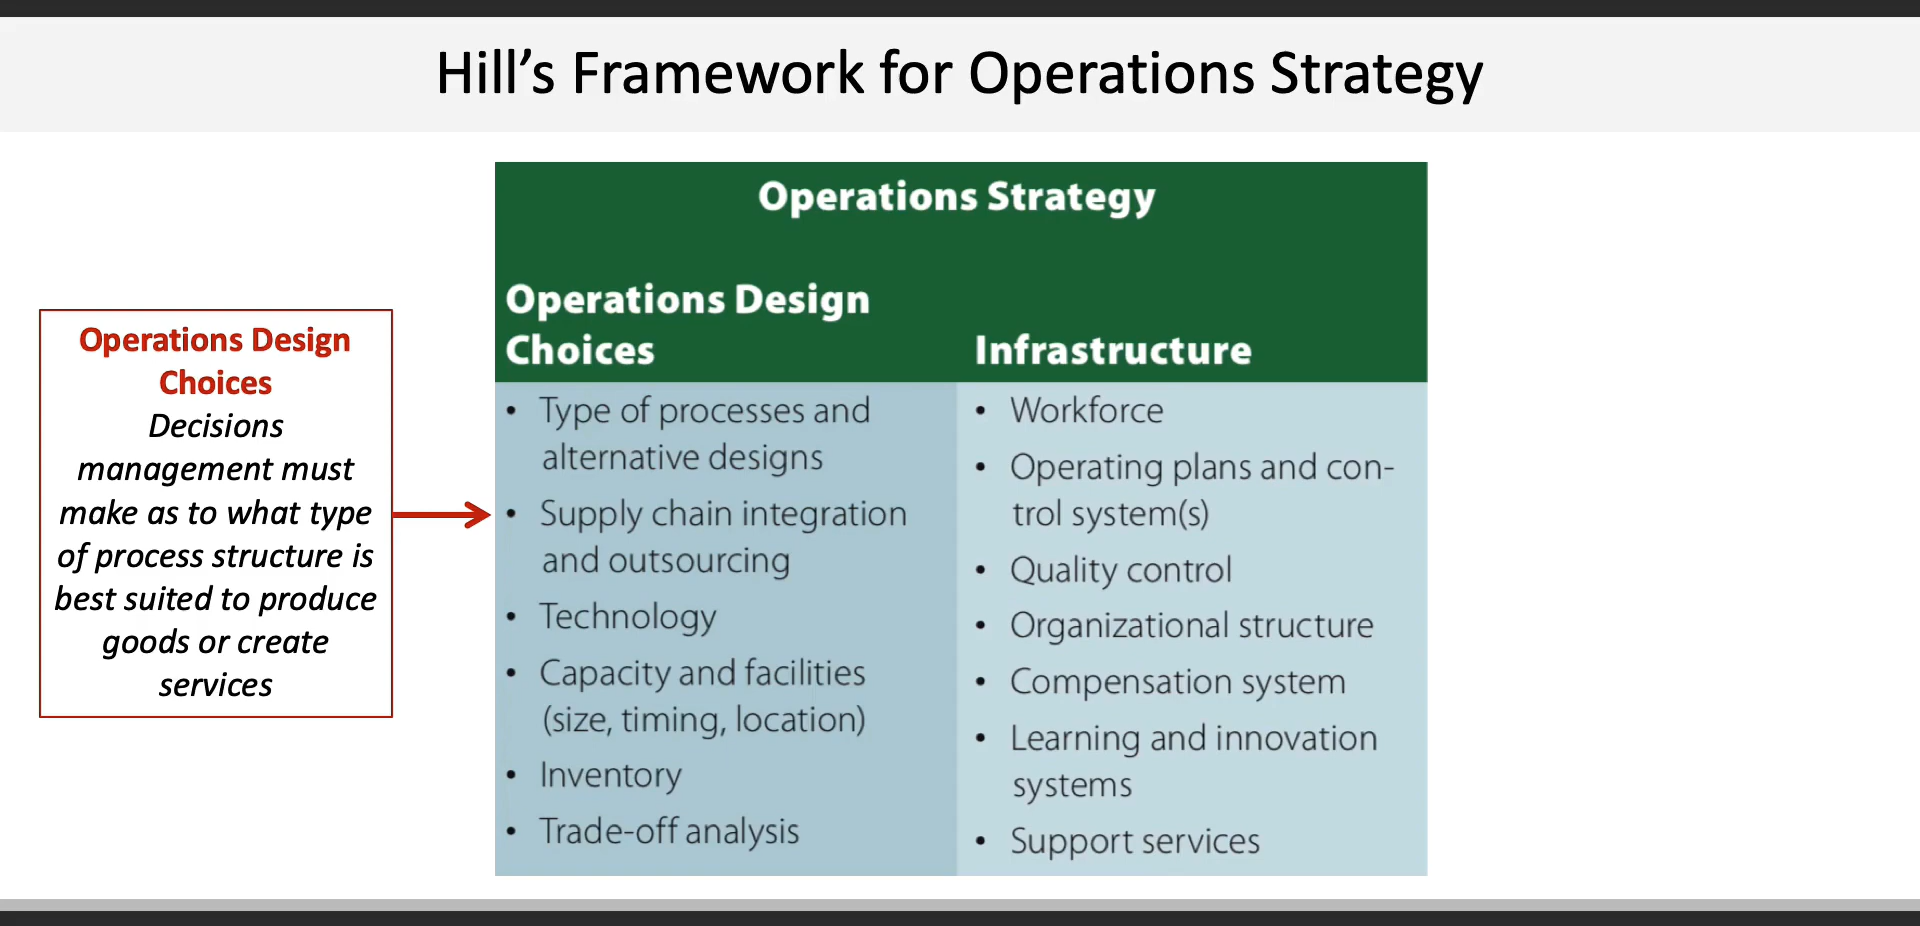 Hill’s Framework for Operations Strategy
Operations Design
Choices
Decisions
management must
make as to what type
of process structure is
best suited to produce
goods or create
services
Operations Strategy
Operations Design
Choices
• Type of processes and
alternative designs
• Supply chain integration
and outsourcing
• Technology
• Capacity and facilities
(size, timing, location)
• Inventory
• Trade-off analysis
Infrastructure
• Workforce
• Operating plans and con-
trol system(s)
• Quality control
• Organizational structure
• Compensation system
• Learning and innovation
systems
• Support services